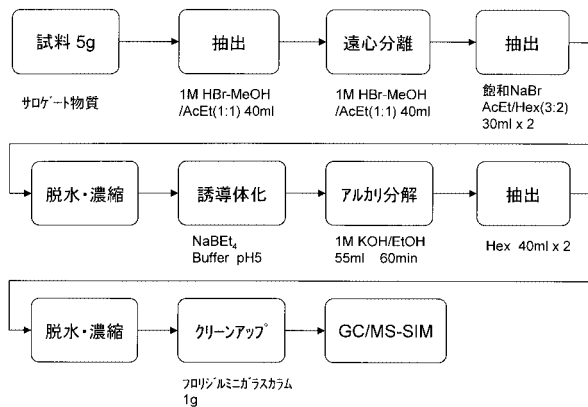 試料 5g
抽出
遠心分離
抽出
サロゲート物質
1M HBr-MeOH
/AcEt(1:1) 40ml
1M HBr-MeOH
/AcEt(1:1) 40ml
飽和NaBr
AcEt/Hex(3:2)
30ml x 2
脱水・濃縮
誘導体化
アルカリ分解
抽出
NaBEt₄
Buffer pH5
1M KOH/EtOH
55ml 60min
Hex 40ml x 2
脱水・濃縮
クリーンアップ
GC/MS-SIM
フロリジルミニガラスカラム
1g